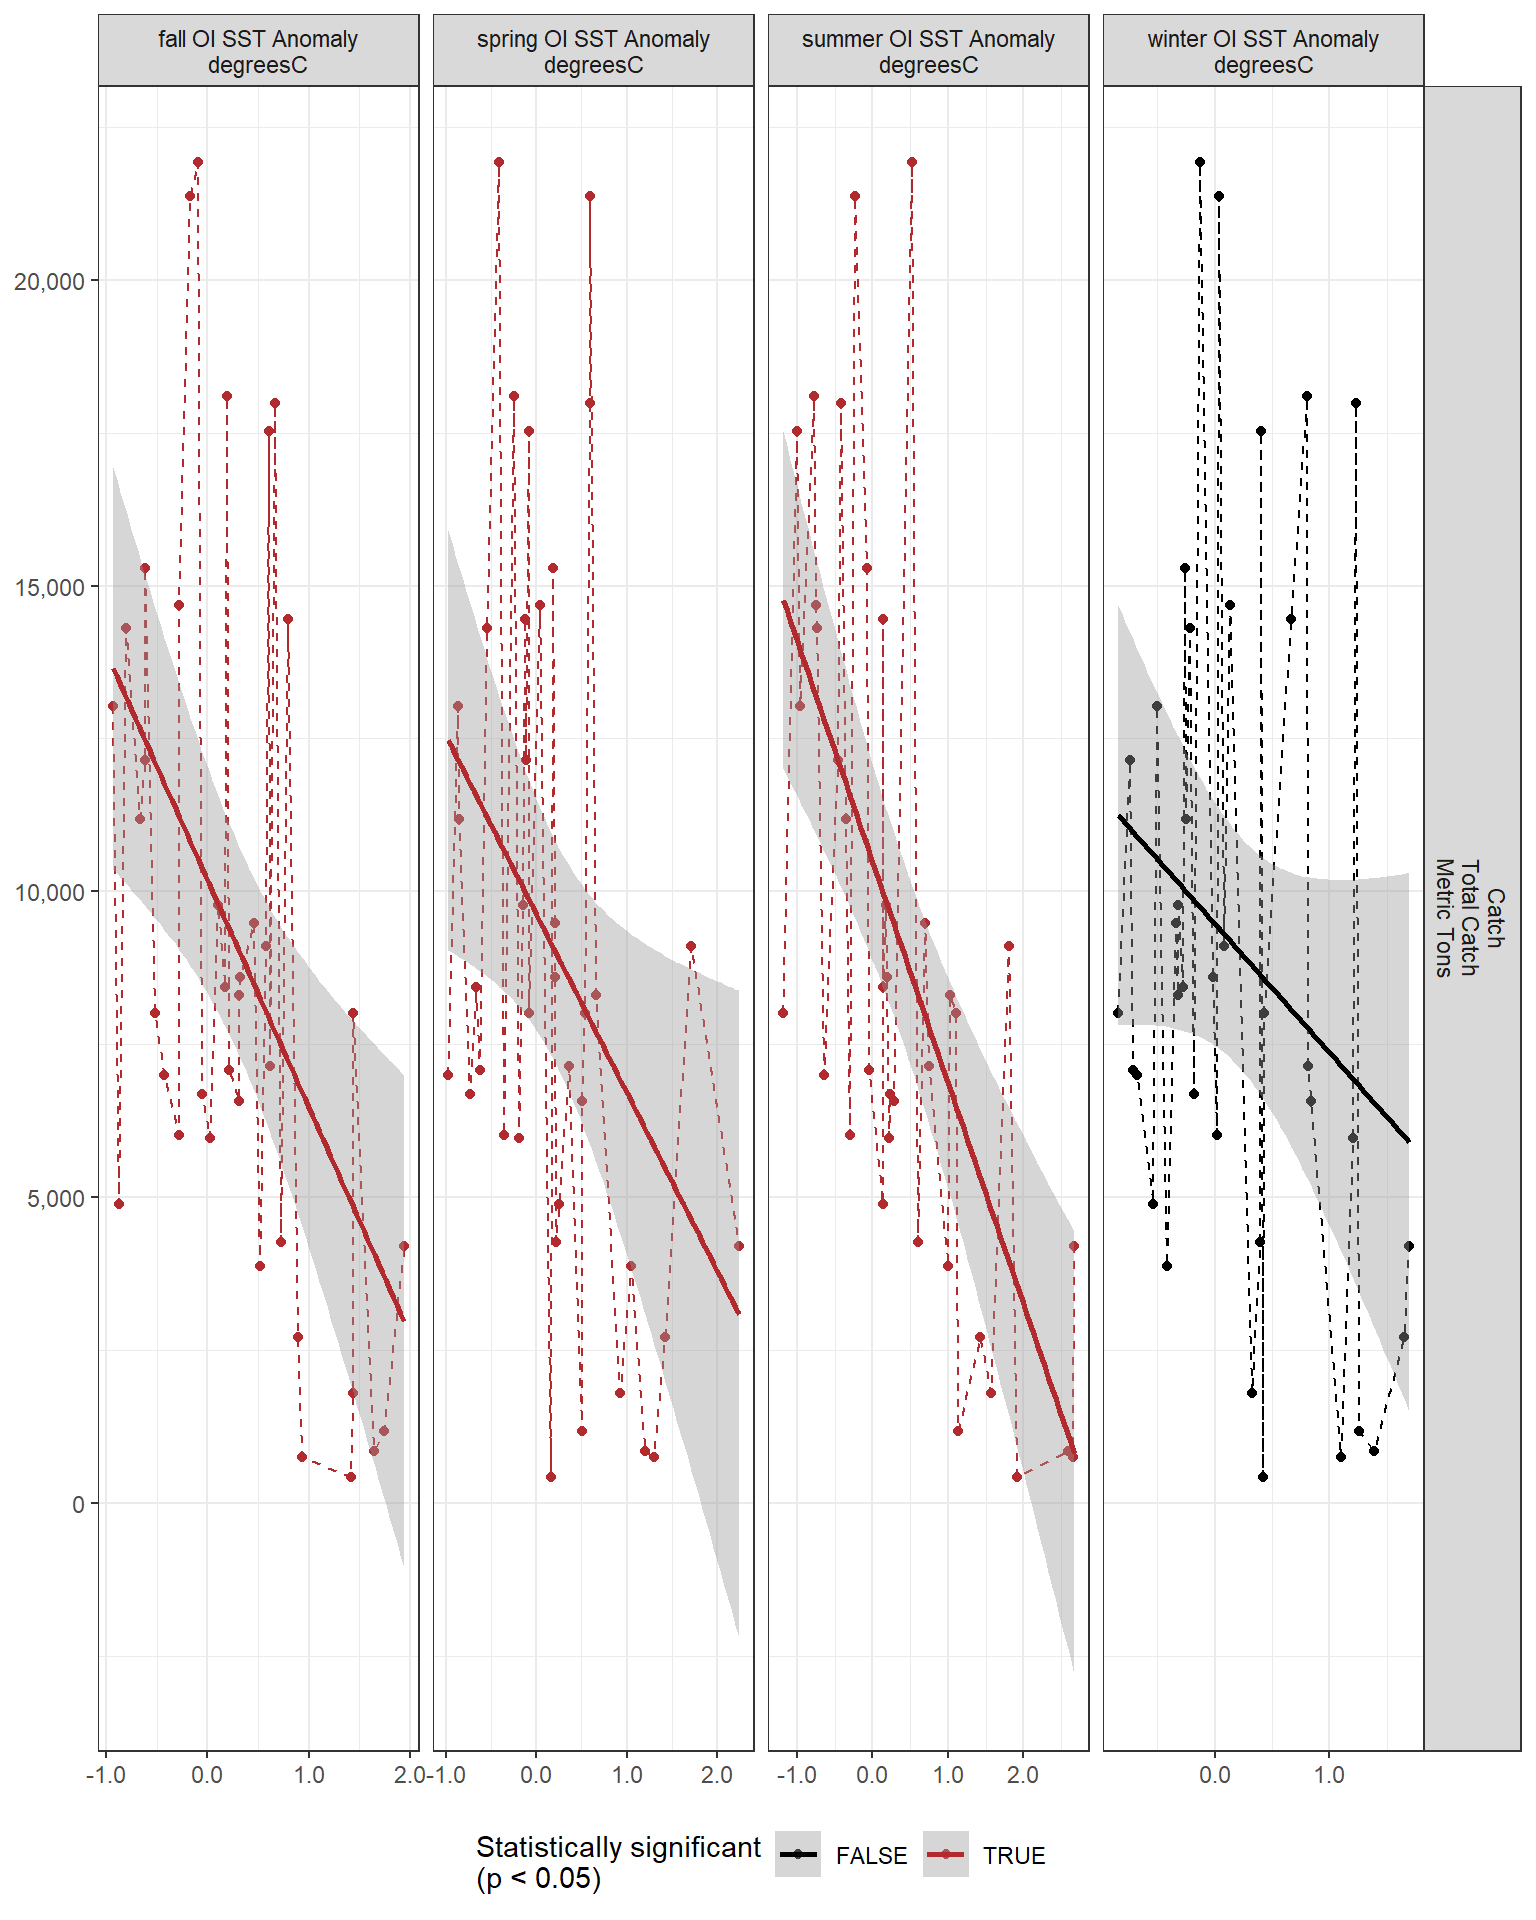 fall OI SST Anomaly
degreesC
spring OI SST Anomaly
degreesC
summer OI SST Anomaly
degreesC
winter OI SST Anomaly
degreesC
20,000
15,000
10,000
5,000
0
Catch
Total Catch
Metric Tons
-1.0 0.0 1.0 2.0 -1.0 0.0 1.0 2.0 -1.0 0.0 1.0 2.0 0.0 1.0
Statistically significant
(p < 0.05)
FALSE TRUE